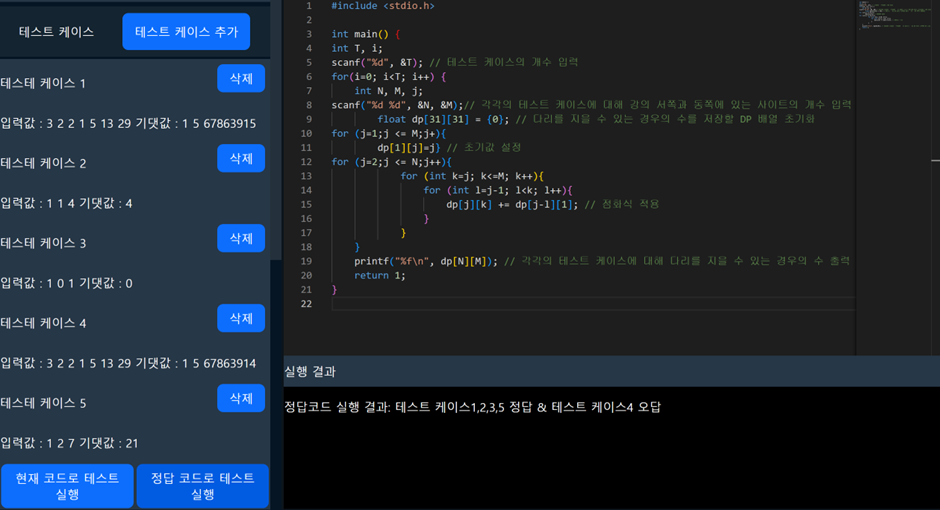 테스트 케이스
테스트 케이스 추가
테스테 케이스 1
삭제
입력값 : 3 2 2 1 5 13 29 기댓값 : 1 5 67863915
테스테 케이스 2
삭제
입력값 : 1 1 4 기댓값 : 4
테스테 케이스 3
삭제
입력값 : 1 0 1 기댓값 : 0
테스테 케이스 4
삭제
입력값 : 3 2 2 1 5 13 29 기댓값 : 1 5 67863914
테스테 케이스 5
삭제
입력값 : 1 2 7 기댓값 : 21
현재 코드로 테스트
실행
정답 코드로 테스트
실행
1 #include <stdio.h>
2
3 int main() {
4 int T, i;
5 scanf("%d", &T); // 테스트 케이스의 개수 입력
6 for(i=0; i<T; i++) {
7 int N, M, j;
8 scanf("%d %d", &N, &M);// 각각의 테스트 케이스에 대해 강의 서쪽과 동쪽에 있는 사이트의 개수 입력
9 float dp[31][31] = {0}; // 다리를 지을 수 있는 경우의 수를 저장할 DP 배열 초기화
10 for (j=1;j <= M;j+){
11 dp[1][j]=j} // 초기값 설정
12 for (j=2;j <= N;j++){
13 for (int k=j; k<=M; k++){
14 for (int l=j-1; l<k; l++){
15 dp[j][k] += dp[j-l][1]; // 점화식 적용
16 }
17 }
18 }
19 printf("%f\n", dp[N][M]); // 각각의 테스트 케이스에 대해 다리를 지을 수 있는 경우의 수 출력
20 return 1;
21 }
22
실행 결과
정답코드 실행 결과: 테스트 케이스1,2,3,5 정답 & 테스트 케이스4 오답